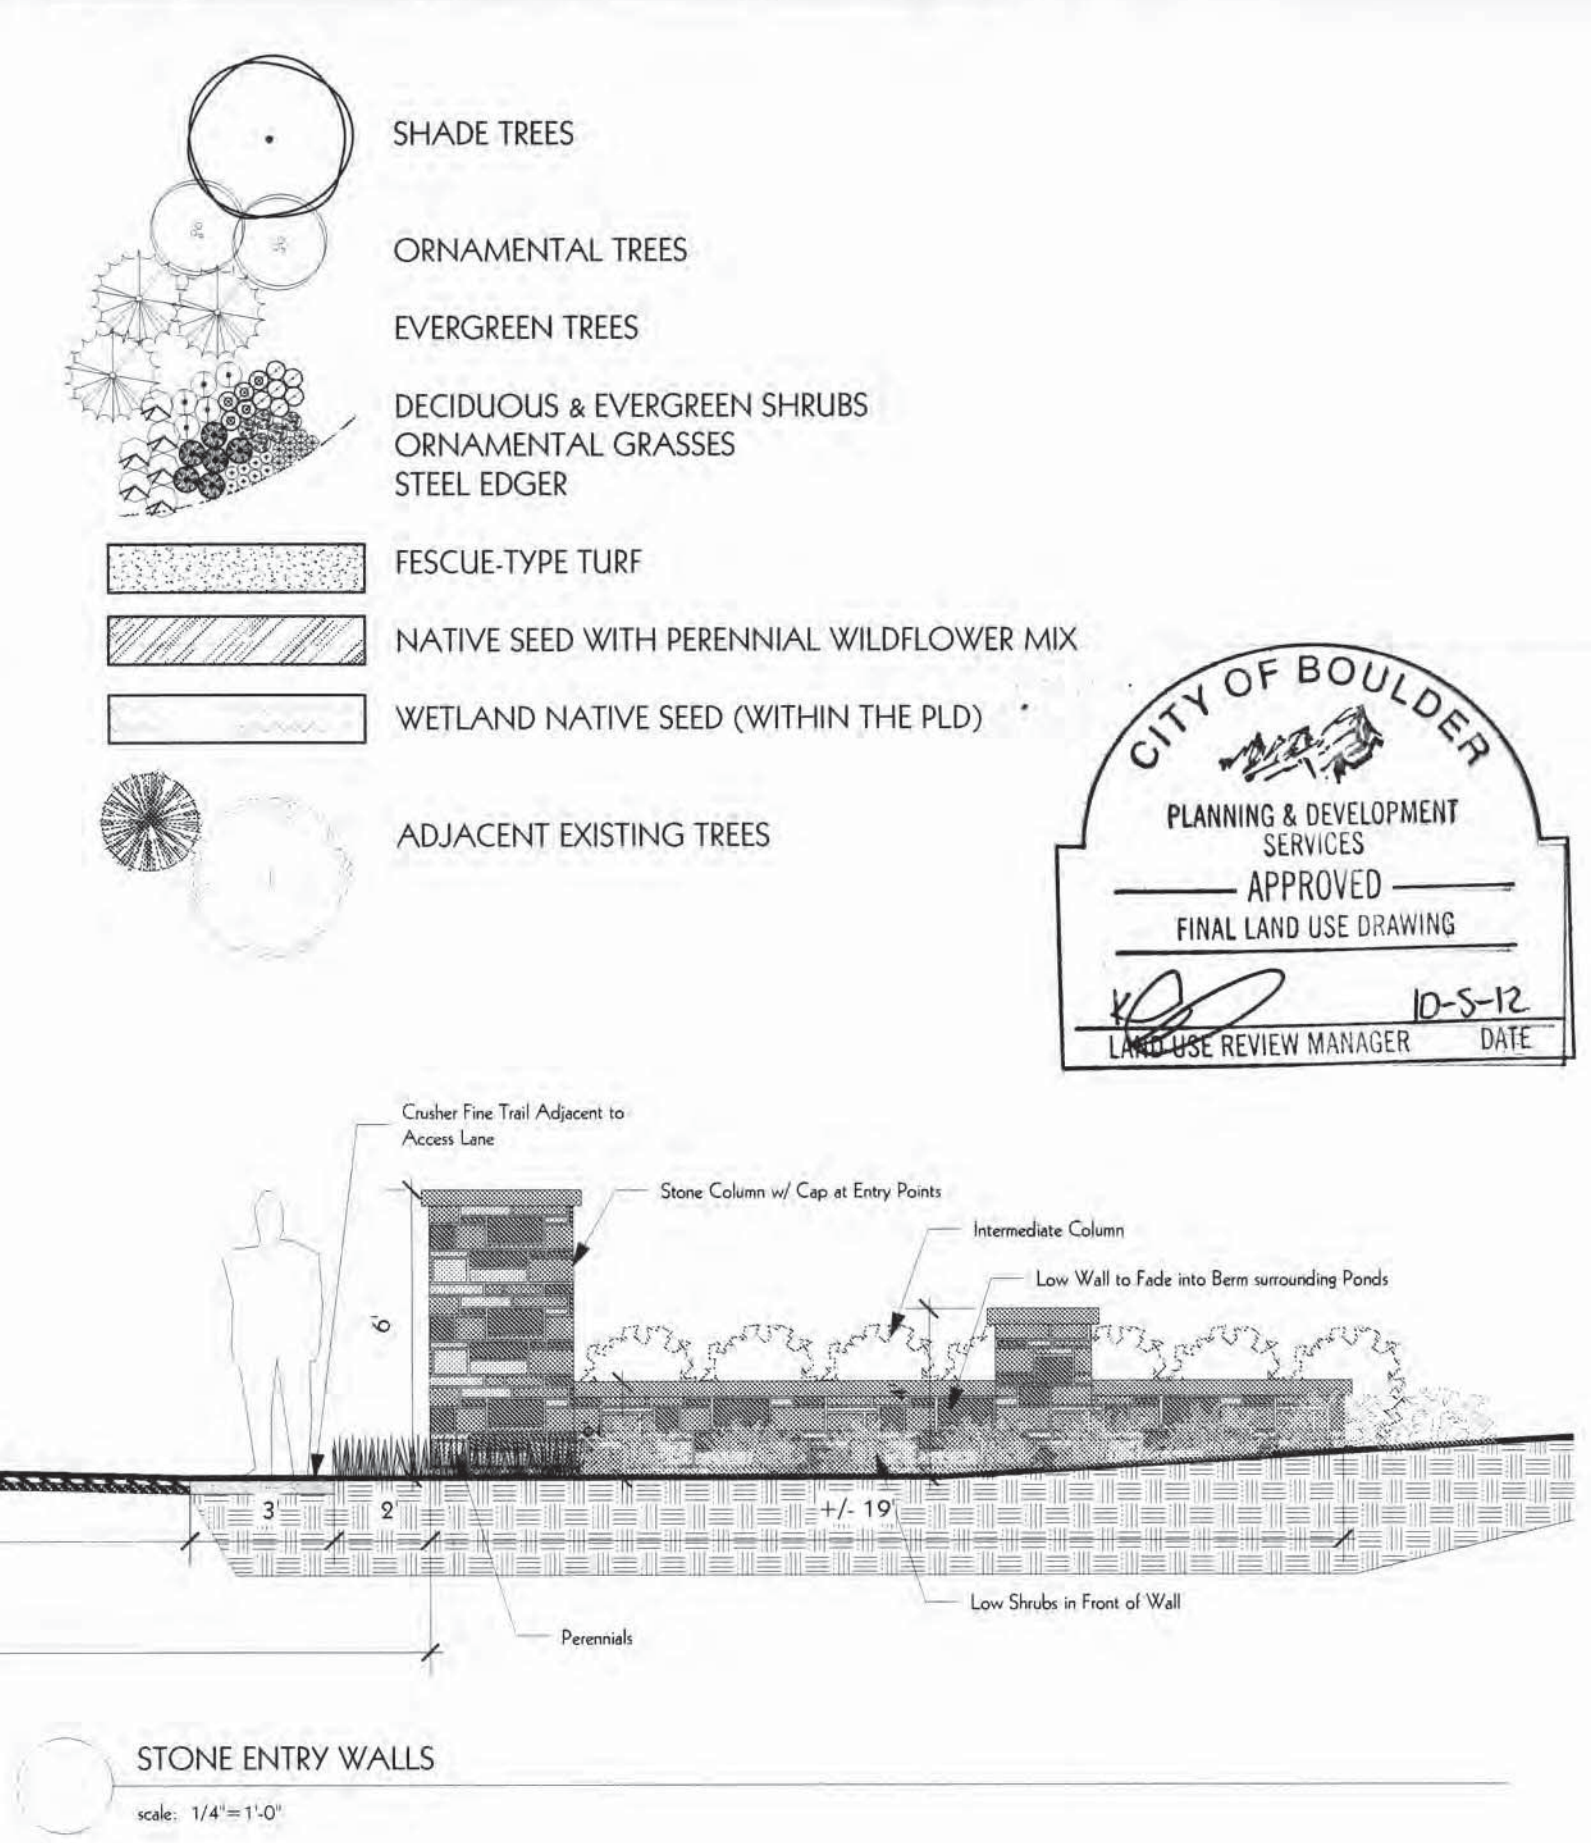 SHADE TREES
ORNAMENTAL TREES
EVERGREEN TREES
DECIDUOUS & EVERGREEN SHRUBS
ORNAMENTAL GRASSES
STEEL EDGER
FESCUE-TYPE TURF
NATIVE SEED WITH PERENNIAL WILDFLOWER MIX
WETLAND NATIVE SEED (WITHIN THE PLD)
ADJACENT EXISTING TREES
CITY OF BOULDER
PLANNING & DEVELOPMENT
SERVICES
APPROVED
FINAL LAND USE DRAWING
10-5-12
LAND USE REVIEW MANAGER DATE
Crusher Fine Trail Adjacent to
Access Lane
Stone Column w/ Cap at Entry Points
Intermediate Column
Low Wall to Fade into Berm surrounding Ponds
6'
3' 2' +/- 19'
Low Shrubs in Front of Wall
Perennials
STONE ENTRY WALLS
scale: 1/4"=1'-0"